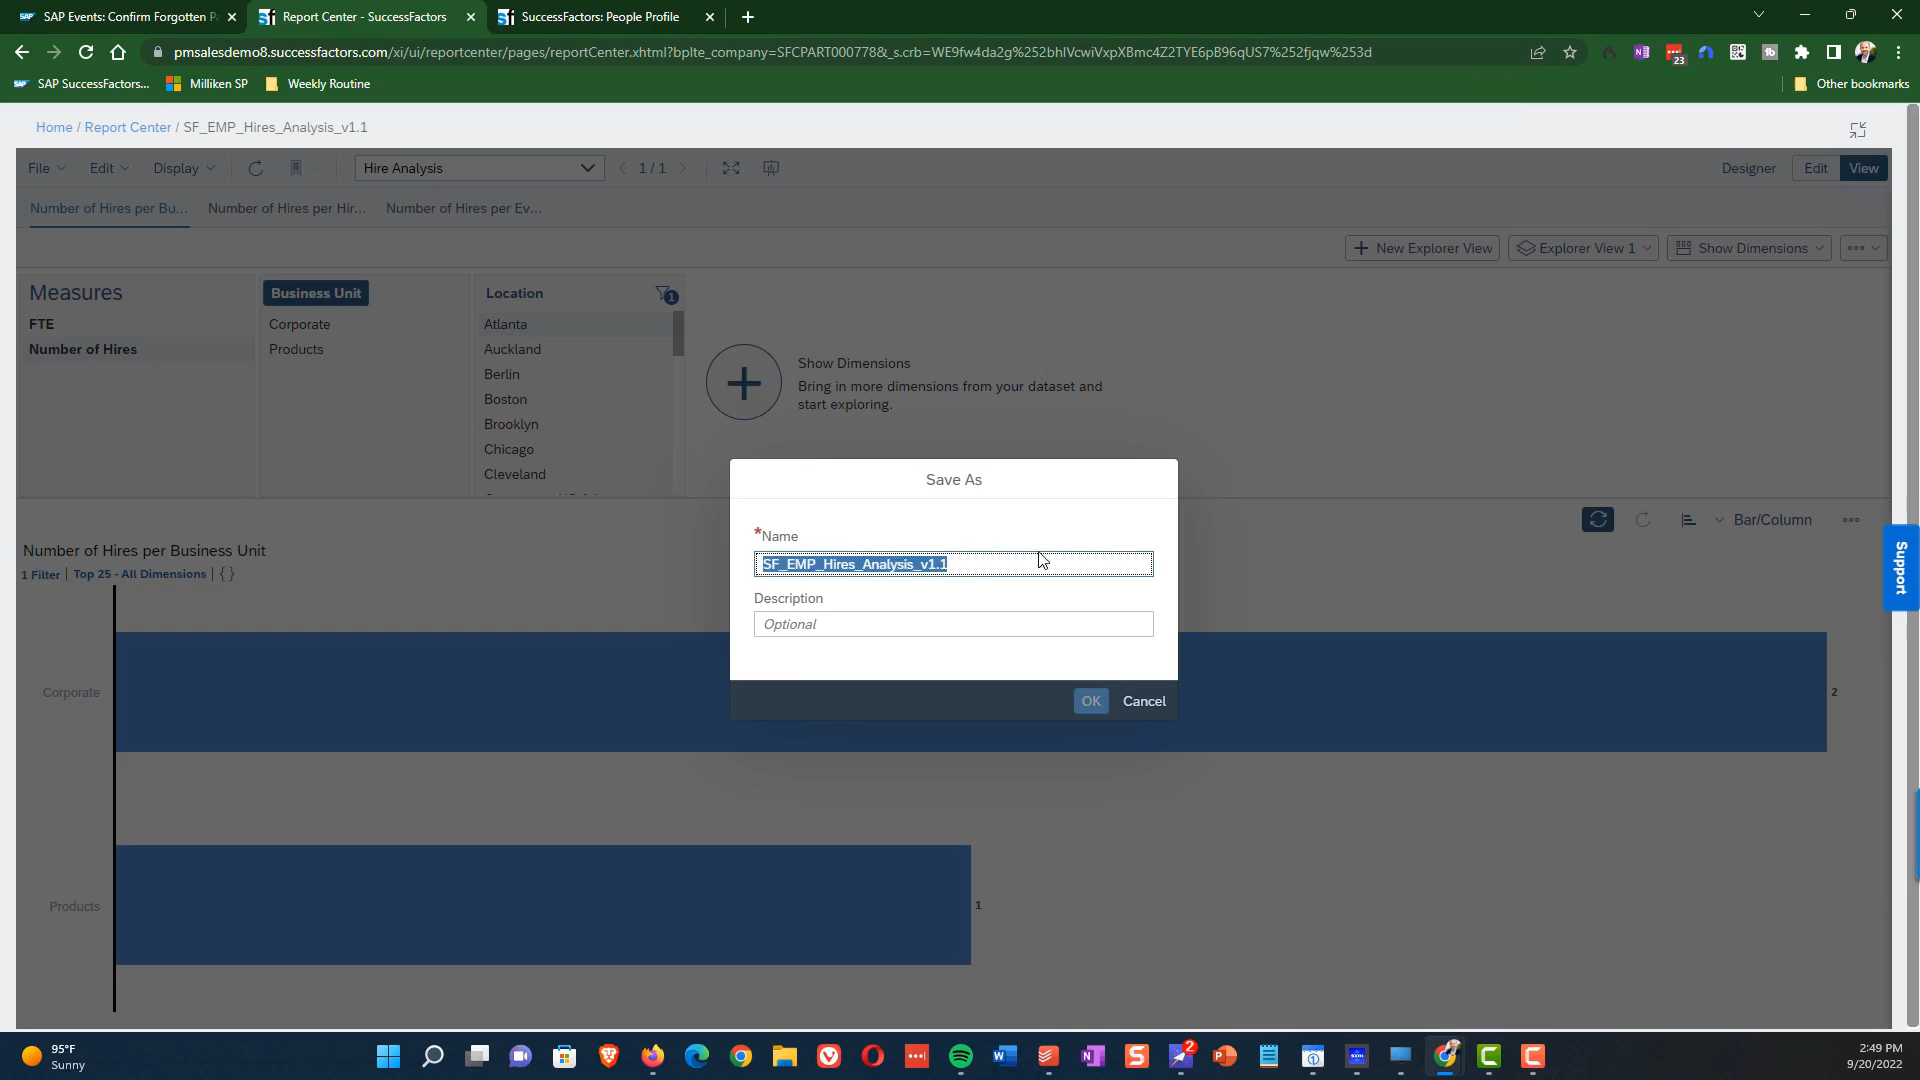 SAP Events: Confirm Forgotten P
Report Center - SuccessFactors
SuccessFactors: People Profile
pmsalesdemo8.successfactors.com/xi/ui/reportcenter/pages/reportCenter.xhtml?bplte_company=SFCPART000778&_s.crb=WE9fw4da2g%252bhlVcwiVxpXBmc4Z2TYE6pB96qUS7%252fjqw%253d
23
SAP SuccessFactors...
Milliken SP
Weekly Routine
Other bookmarks
Home / Report Center / SF_EMP_Hires_Analysis_v1.1
File
Edit
Display
Hire Analysis
1 / 1
Designer
Edit
View
Number of Hires per Bu...
Number of Hires per Hir...
Number of Hires per Ev...
New Explorer View
Explorer View 1
Show Dimensions
Measures
FTE
Number of Hires
Business Unit
Corporate
Products
Location
1
Atlanta
Auckland
Berlin
Boston
Brooklyn
Chicago
Cleveland
Show Dimensions
Bring in more dimensions from your dataset and
start exploring.
Save As
*Name
SF_EMP_Hires_Analysis_v1.1
Description
Optional
OK
Cancel
Bar/Column
Support
Number of Hires per Business Unit
1 Filter | Top 25 - All Dimensions | { }
Corporate
2
Products
1
95°F
Sunny
2
2:49 PM
9/20/2022